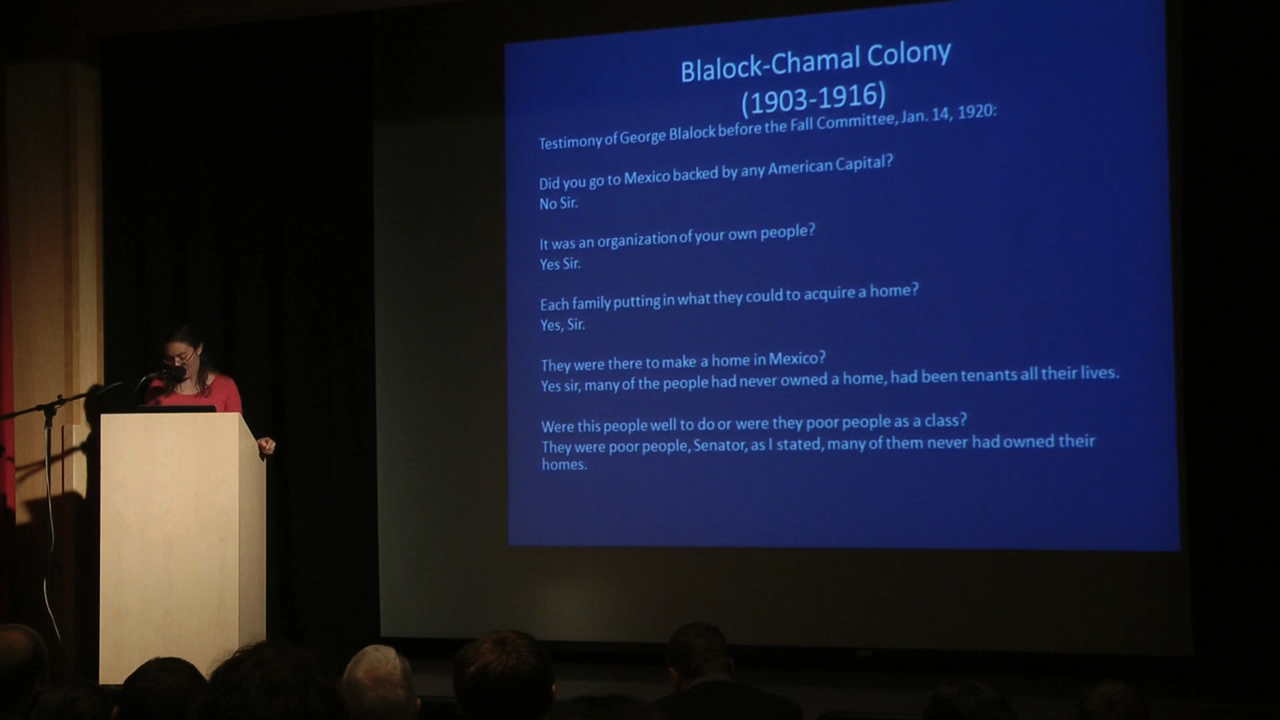 Blalock-Chamal Colony
(1903-1916)
Testimony of George Blalock before the Fall Committee, Jan. 14, 1920:
Did you go to Mexico backed by any American Capital?
No Sir.
It was an organization of your own people?
Yes Sir.
Each family putting in what they could to acquire a home?
Yes, Sir.
They were there to make a home in Mexico?
Yes sir, many of the people had never owned a home, had been tenants all their lives.
Were this people well to do or were they poor people as a class?
They were poor people, Senator, as I stated, many of them never had owned their
homes.